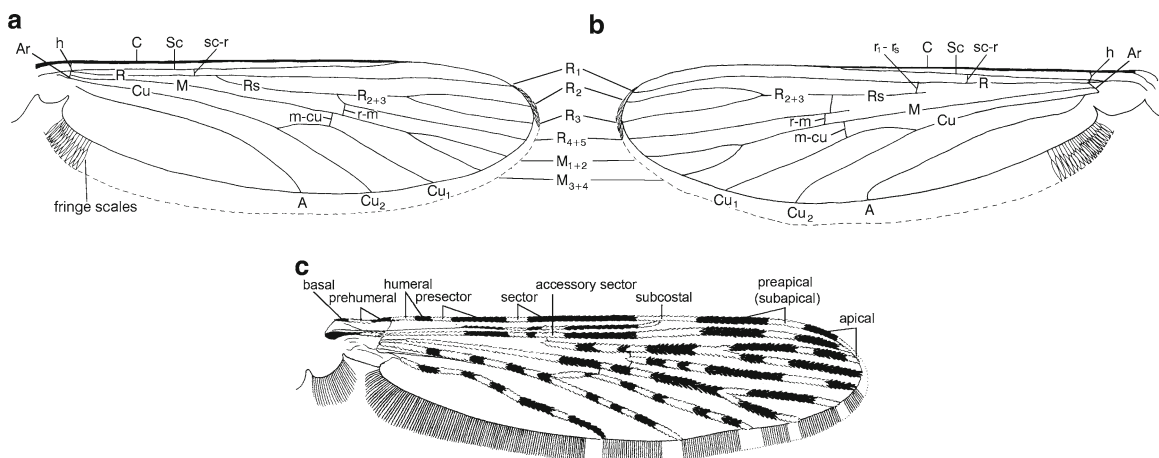 a
b
Ar
h
C
Sc
sc-r
R
M
Rs
Cu
R2+3
m-cu
r-m
fringe scales
A
Cu2
Cu1
R1
R2
R3
R4+5
M1+2
M3+4
r1-rs
C
Sc
sc-r
h
Ar
R2+3
Rs
R
M
r-m
Cu
m-cu
Cu1
Cu2
A
c
basal
prehumeral
humeral
presector
sector
accessory sector
subcostal
preapical
(subapical)
apical